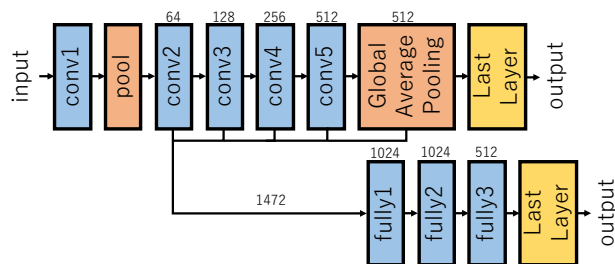 64 128 256 512 512
input conv1 pool conv2 conv3 conv4 conv5 Global
Average
Pooling
Last
Layer
output
1472
1024 1024 512
fully1 fully2 fully3
Last
Layer
output